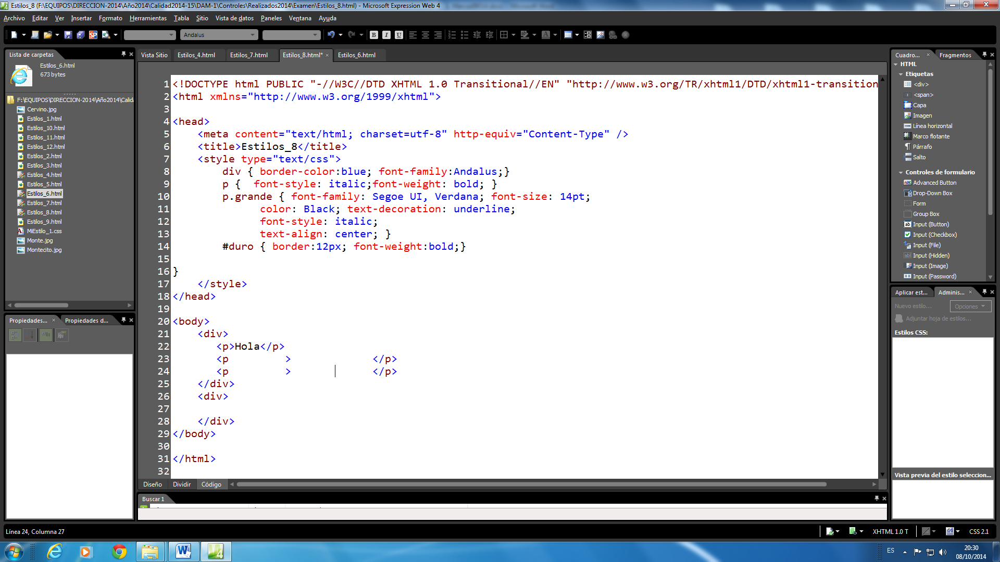 Estilos_8 (F:\EQUIPOS\DIRECCION-2014\Año2014\Calidad2014-15\DAM-1\Controles\Realizados2014\Examen\Estilos_8.html) - Microsoft Expression Web 4
Archivo Editar Ver Insertar Formato Herramientas Tabla Sitio Vista de datos Paneles Ventana Ayuda
Andalus
Lista de carpetas
Estilos_6.html
673 bytes
F:\EQUIPOS\DIRECCION-2014\Año2014\Calida
Cervino.jpg
Estilos_1.html
Estilos_10.html
Estilos_11.html
Estilos_12.html
Estilos_2.html
Estilos_3.html
Estilos_4.html
Estilos_5.html
Estilos_6.html
Estilos_7.html
Estilos_8.html
Estilos_9.html
MiEstilo_1.css
Monte.jpg
Montecito.jpg
Propiedades... Propiedades d...
Vista Sitio Estilos_4.html Estilos_7.html Estilos_8.html* Estilos_6.html
1 <!DOCTYPE html PUBLIC "-//W3C//DTD XHTML 1.0 Transitional//EN" "http://www.w3.org/TR/xhtml1/DTD/xhtml1-transition
2 <html xmlns="http://www.w3.org/1999/xhtml">
3
4 <head>
5 <meta content="text/html; charset=utf-8" http-equiv="Content-Type" />
6 <title>Estilos_8</title>
7 <style type="text/css">
8 div { border-color:blue; font-family:Andalus;}
9 p {  font-style: italic;font-weight: bold; }
10 p.grande { font-family: Segoe UI, Verdana; font-size: 14pt;
11 color: Black; text-decoration: underline;
12 font-style: italic;
13 text-align: center; }
14 #duro { border:12px; font-weight:bold;}
15
16 }
17 </style>
18 </head>
19
20 <body>
21 <div>
22 <p>Hola</p>
23 <p         >             </p>
24 <p         >             </p>
25 </div>
26 <div>
27
28 </div>
29 </body>
30
31 </html>
32
Diseño Dividir Código
Buscar 1
Cuadro... Fragmentos
HTML
Etiquetas
<div>
<span>
Capa
Imagen
Línea horizontal
Marco flotante
Párrafo
Salto
Controles de formulario
Advanced Button
Drop-Down Box
Form
Group Box
Input (Button)
Input (Checkbox)
Input (File)
Input (Hidden)
Input (Image)
Input (Password)
Aplicar est... Adminis...
Nuevo estilo... Opciones
Adjuntar hoja de estilos...
Estilos CSS:
Vista previa del estilo seleccion...
Línea 24, Columna 27
XHTML 1.0 T CSS 2.1
ES
20:30
08/10/2014